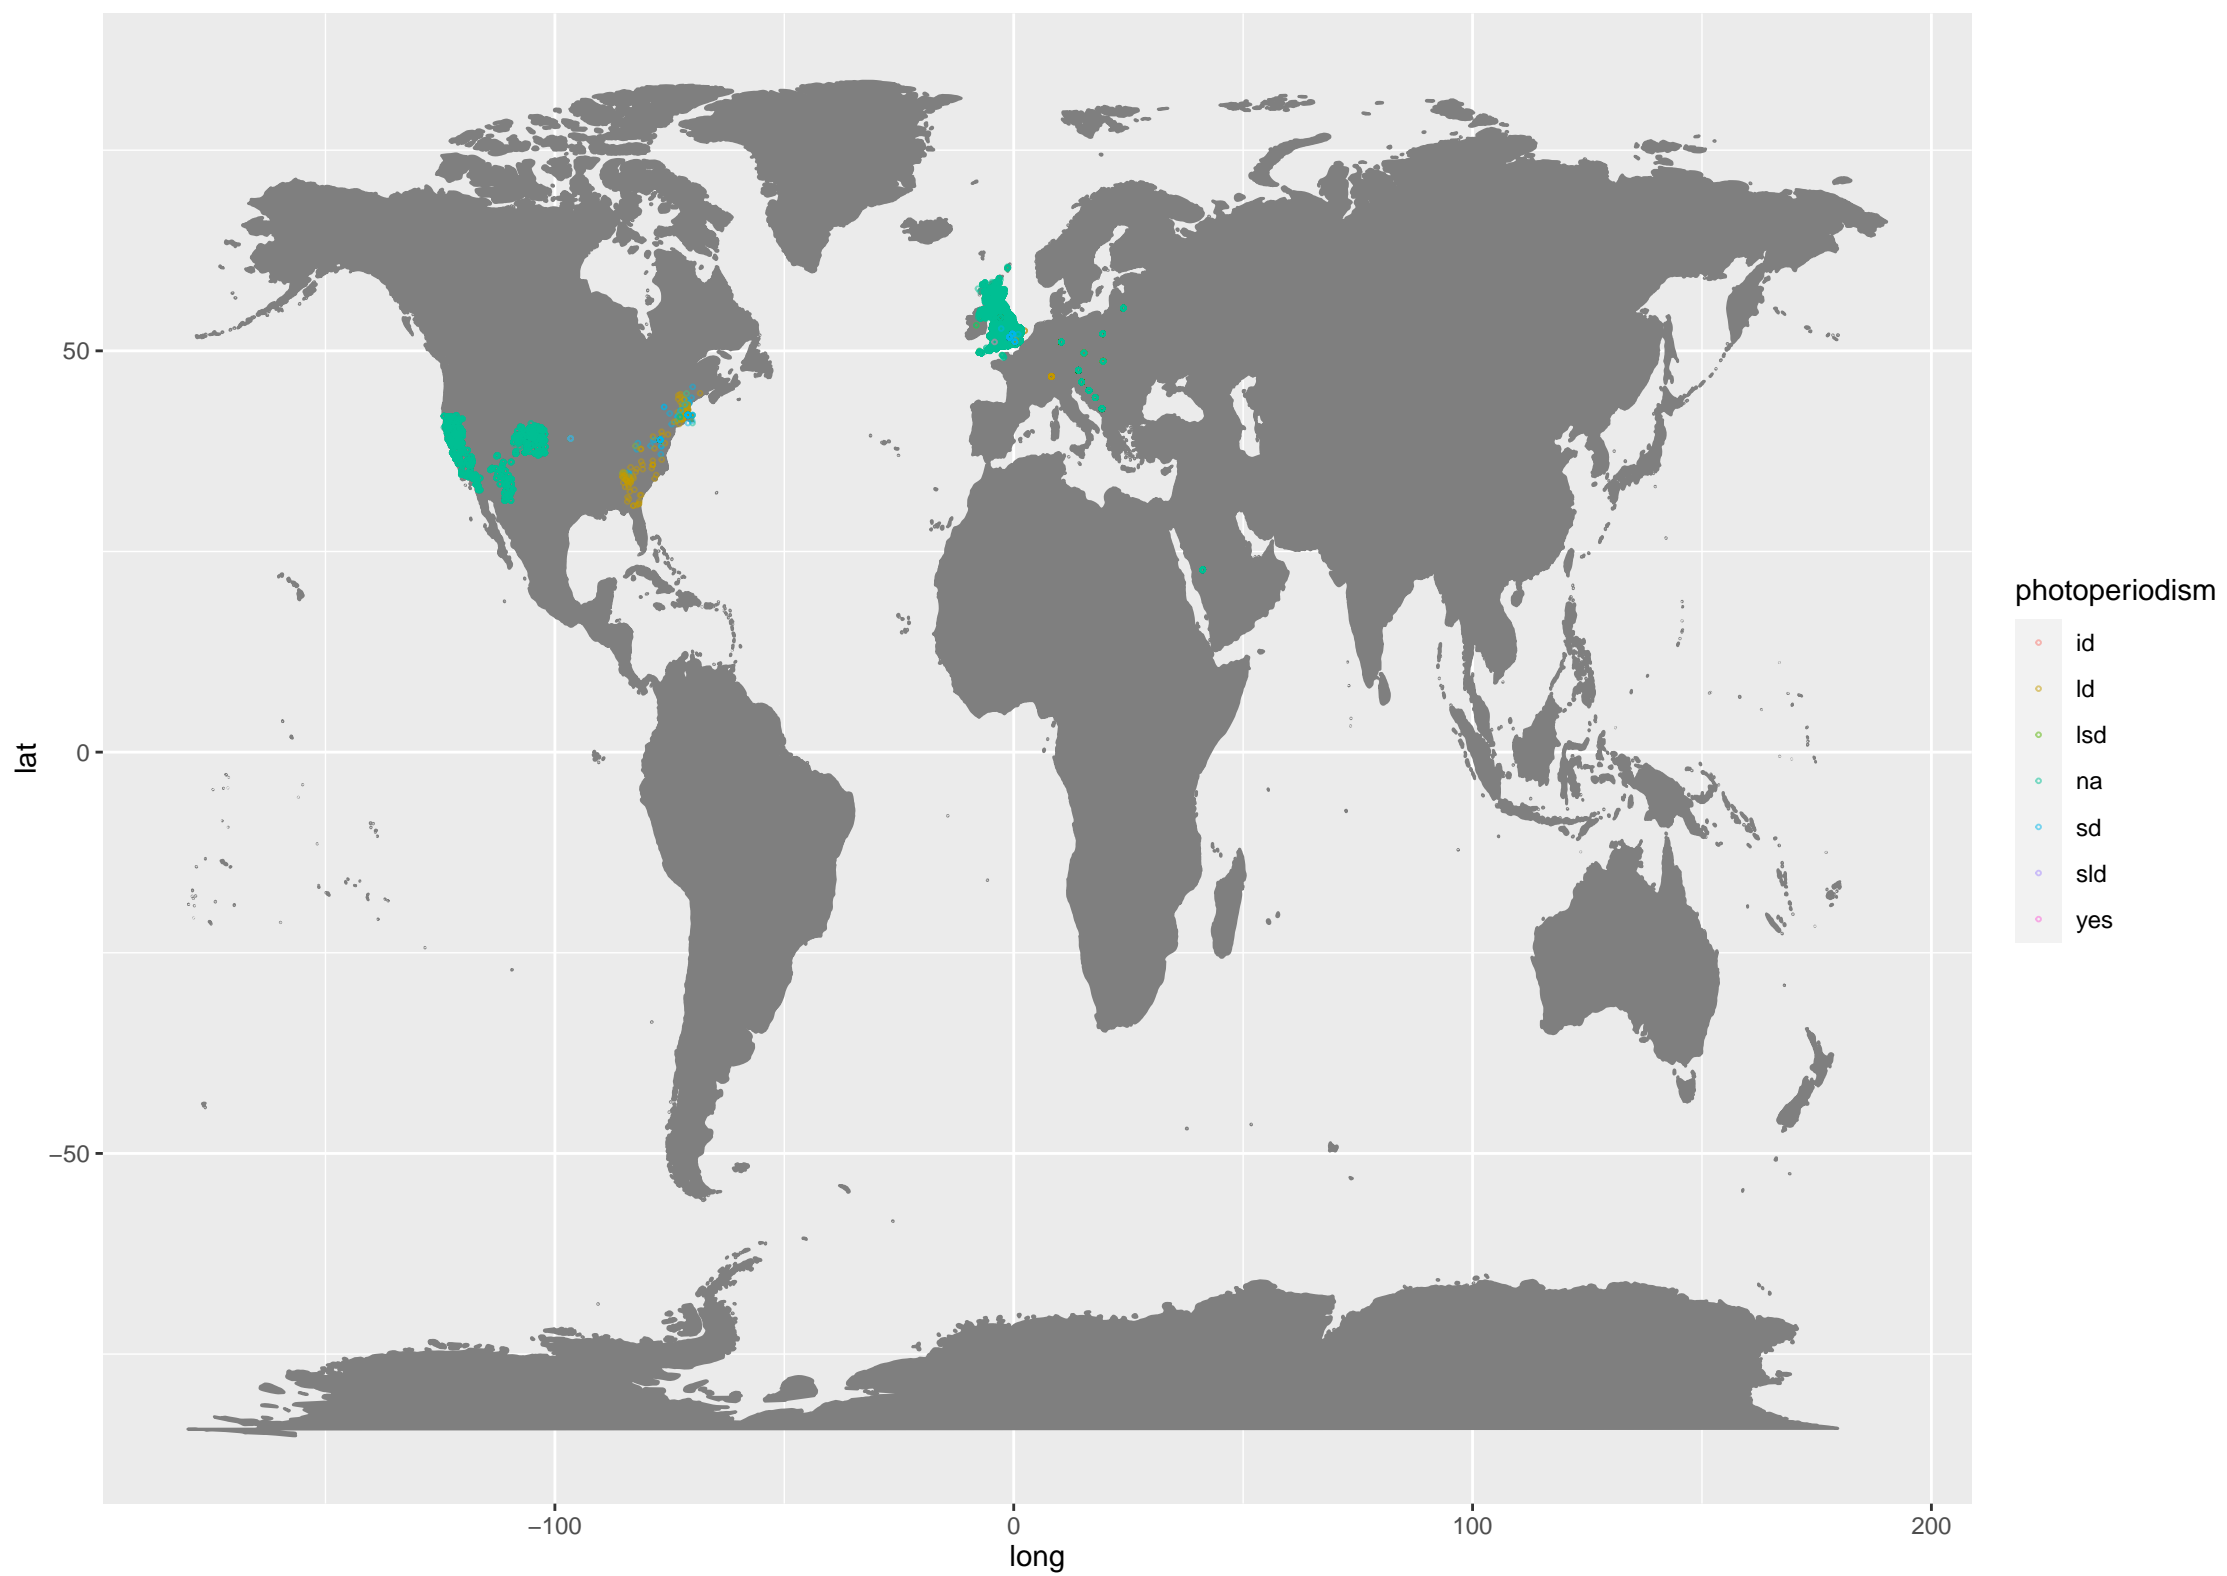 lat
50
0
−50
−100
0
100
200
long
photoperiodism
id
ld
lsd
na
sd
sld
yes